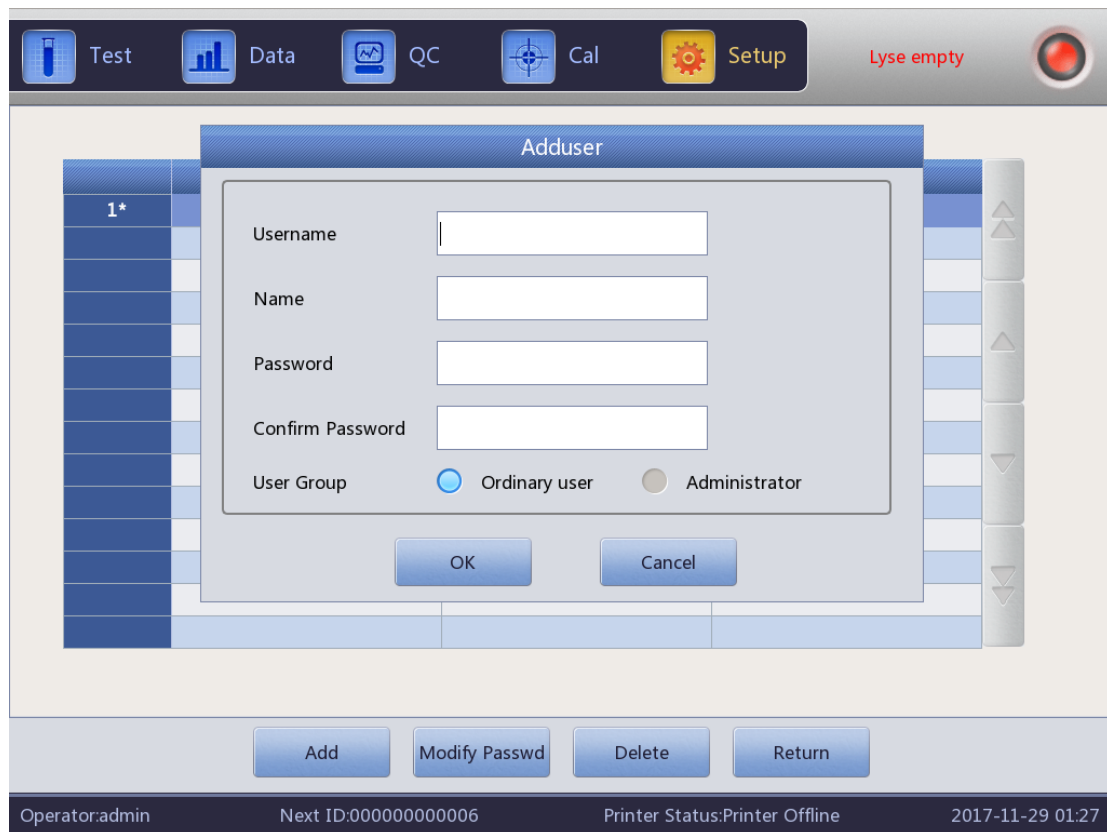 Test Data QC Cal Setup Lyse empty
Adduser
1*
Username
Name
Password
Confirm Password
User Group Ordinary user Administrator
OK Cancel
Add Modify Passwd Delete Return
Operator:admin Next ID:000000000006 Printer Status:Printer Offline 2017-11-29 01:27